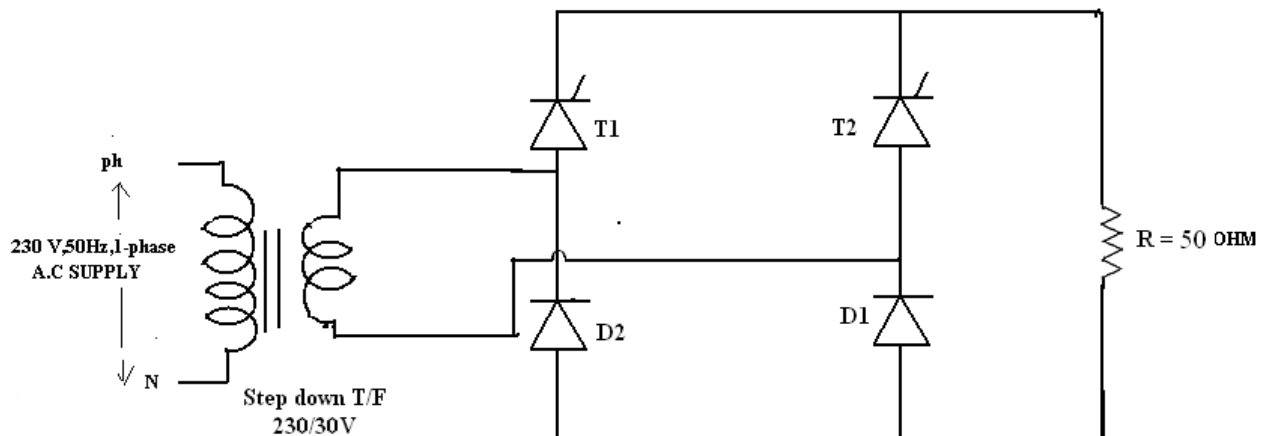 T1
T2
ph
230 V,50Hz,1-phase
A.C SUPPLY
R = 50 OHM
D2
D1
N
Step down T/F
230/30V